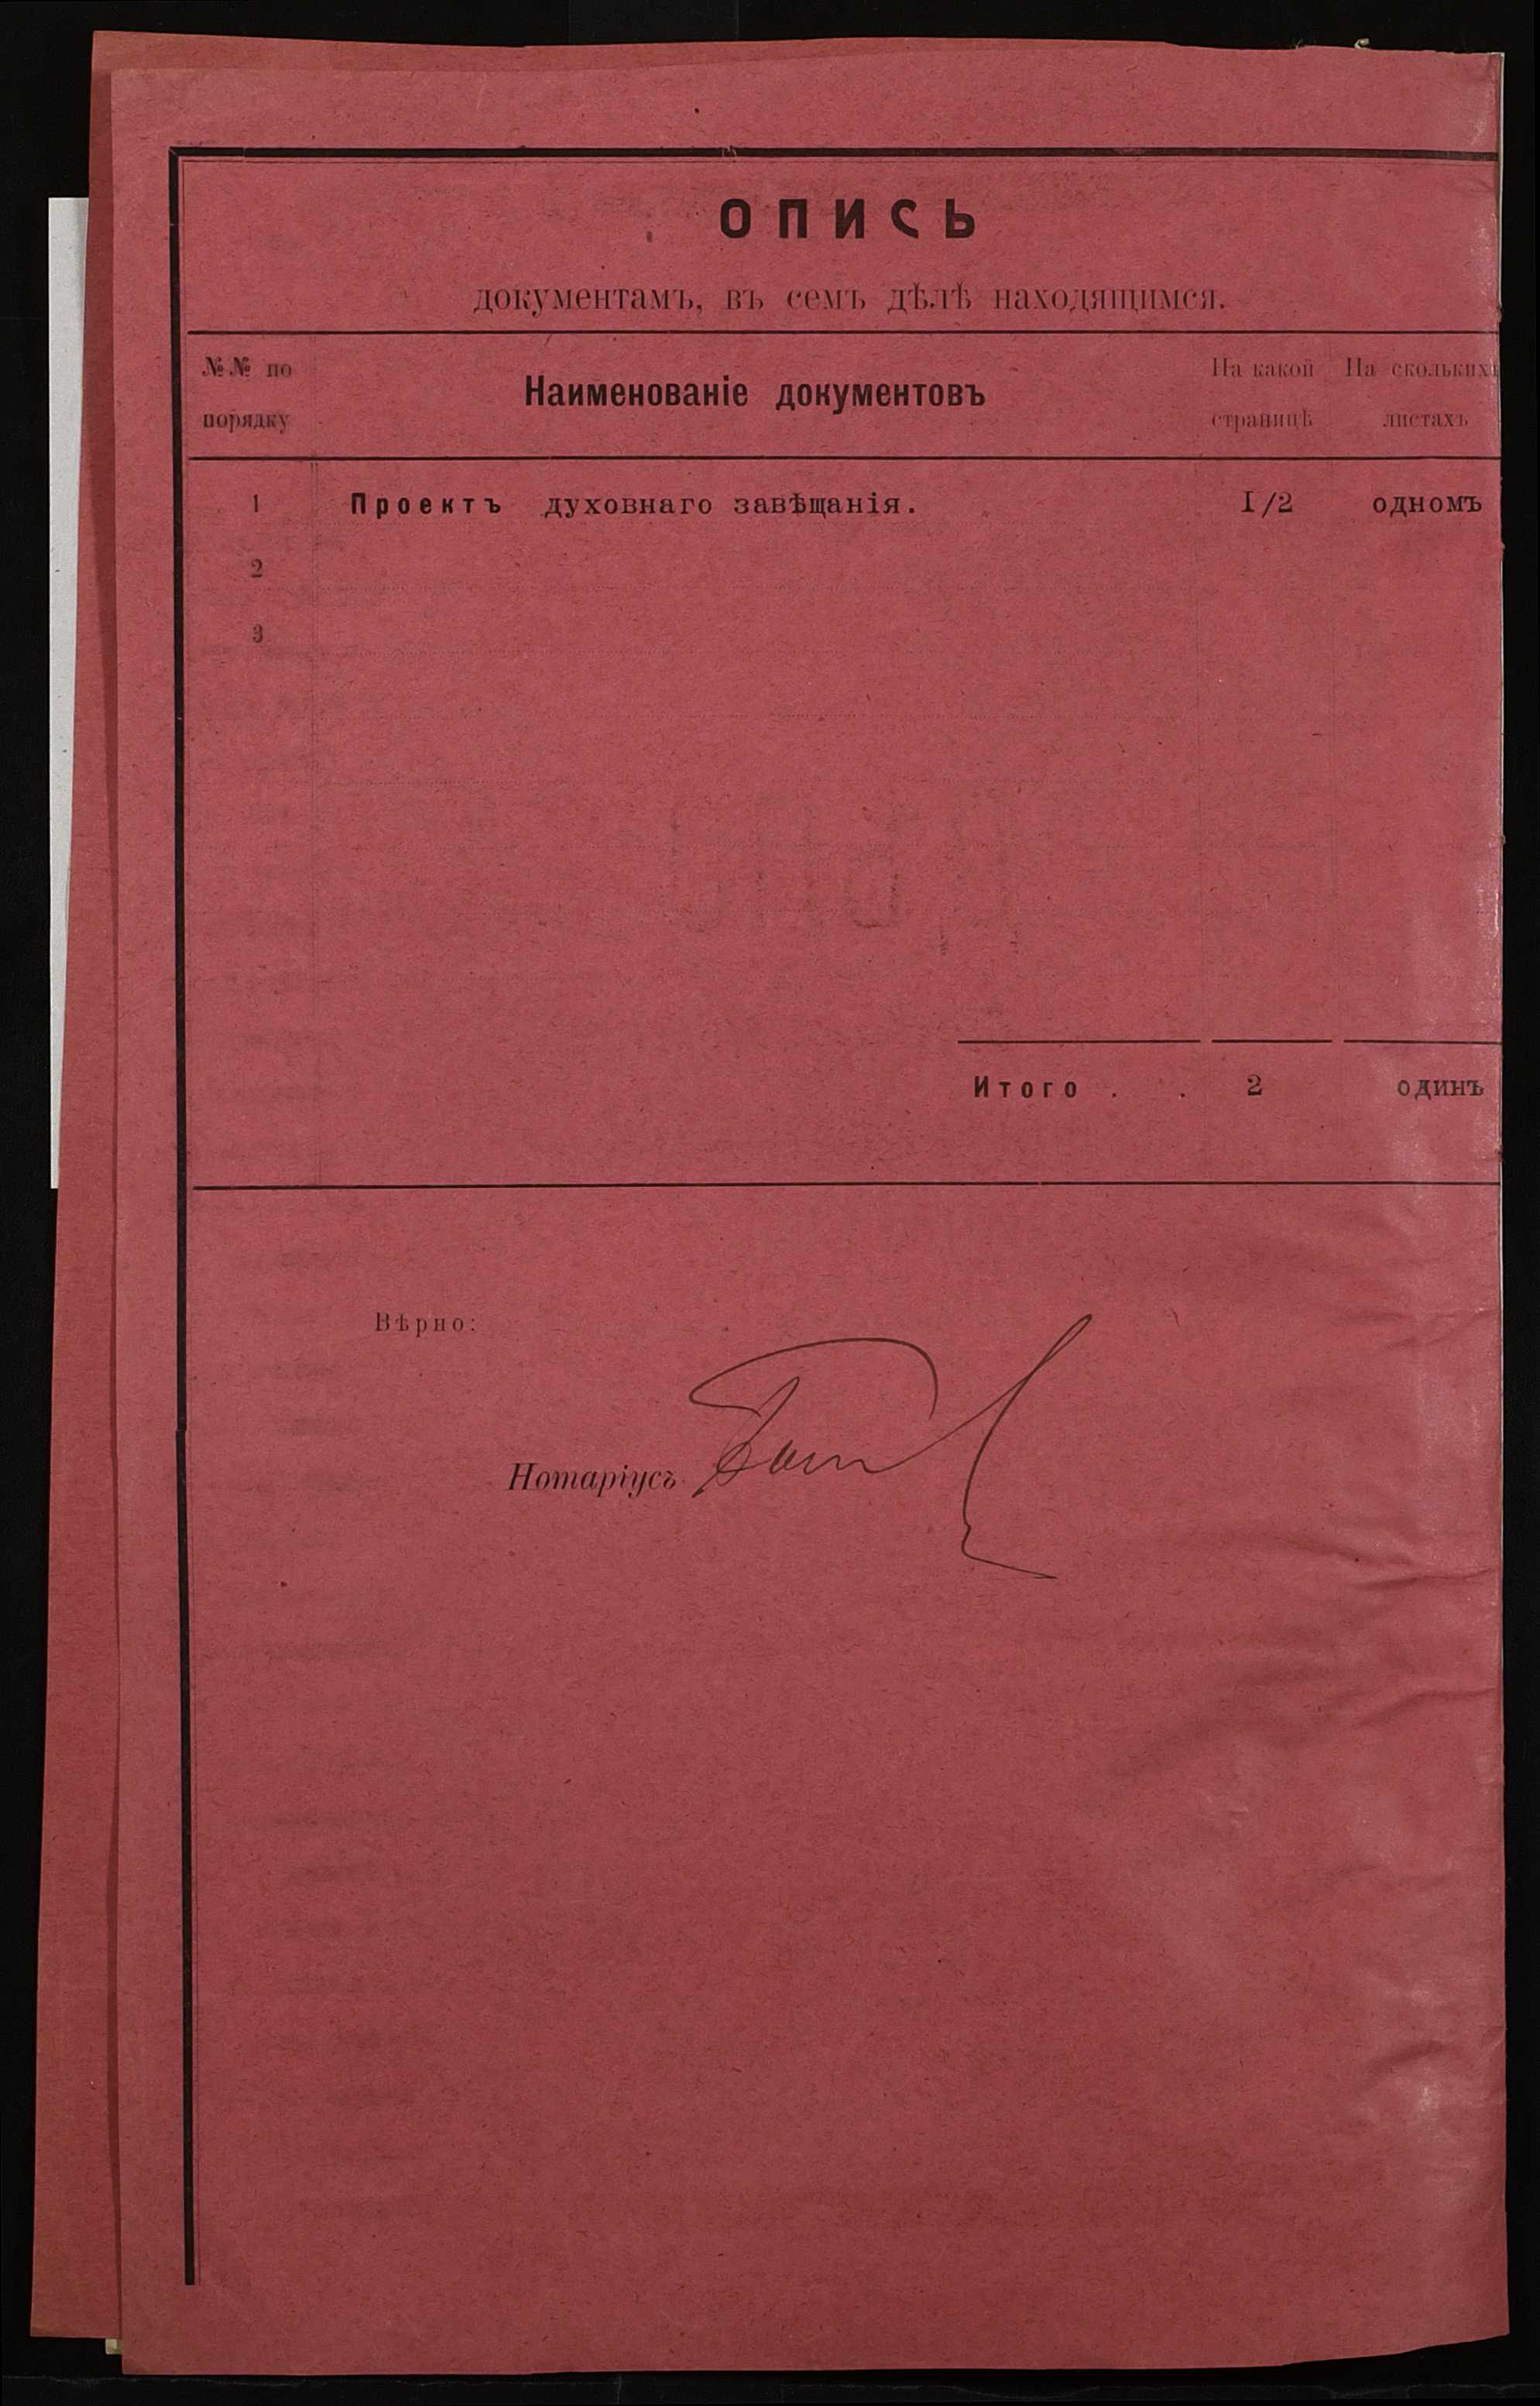 ОПИСЬ
документамъ, въ семъ дѣлѣ находящимся.
№№ по порядку
Наименованіе документовъ
На какой страницѣ
На сколькихъ листахъ
1 Проектъ духовнаго завѣщанія. I/2 одномъ
2
3
Итого . . 2 одинъ
Вѣрно:
Нотаріусъ